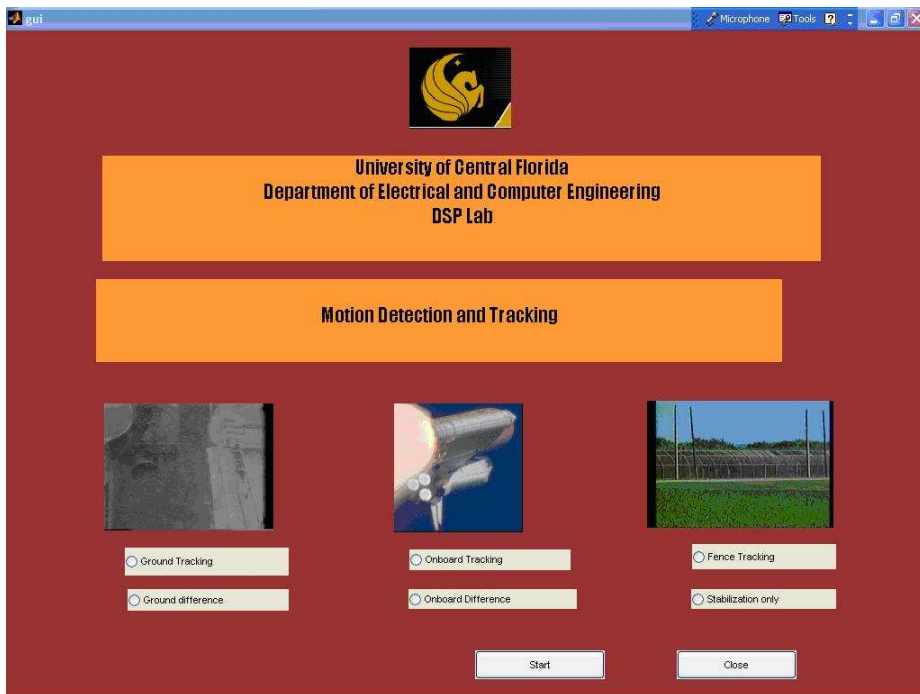 gui
Microphone Tools
University of Central Florida
Department of Electrical and Computer Engineering
DSP Lab
Motion Detection and Tracking
Ground Tracking
Onboard Tracking
Fence Tracking
Ground difference
Onboard Difference
Stabilization only
Start
Close